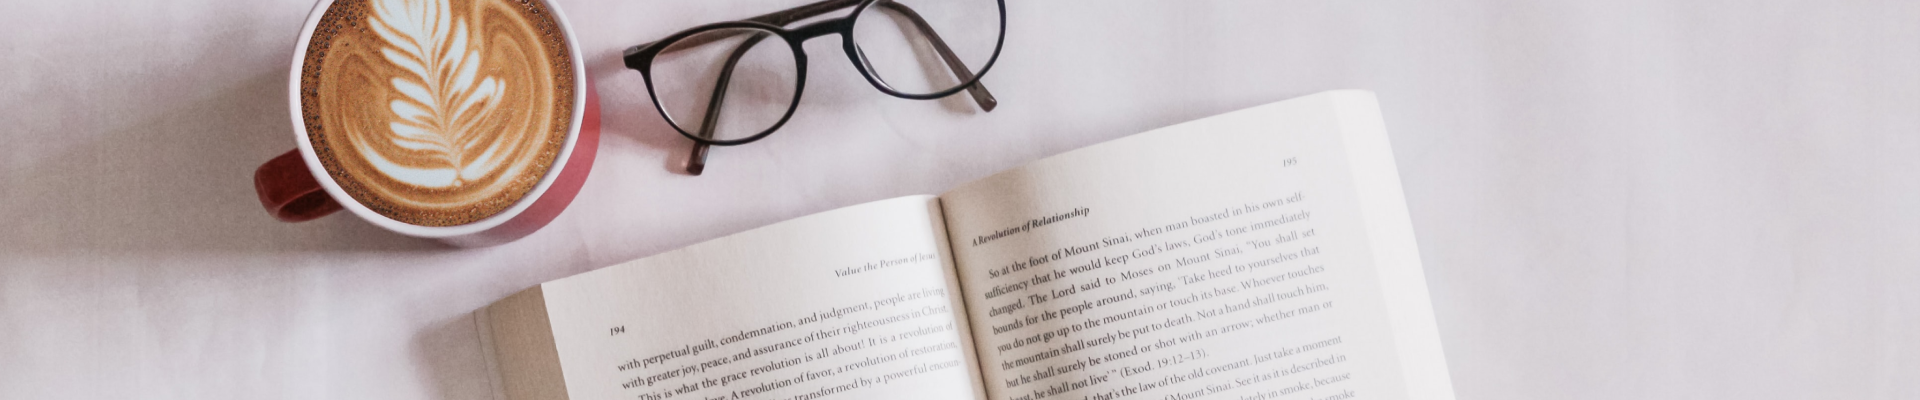 194
Value the Person of Jesus
with perpetual guilt, condemnation, and judgment, people are living
with greater joy, peace, and assurance of their righteousness in Christ.
This is what the grace revolution is all about! It is a revolution of
A revolution of favor, a revolution of restoration,
transformed by a powerful encoun-
195
A Revolution of Relationship
So at the foot of Mount Sinai, when man boasted in his own self-
sufficiency that he would keep God's laws, God's tone immediately
changed. The Lord said to Moses on Mount Sinai, "You shall set
bounds for the people all around, saying, 'Take heed to yourselves that
you do not go up to the mountain or touch its base. Whoever touches
the mountain shall surely be put to death. Not a hand shall touch him,
but he shall surely be stoned or shot with an arrow; whether man or
beast, he shall not live'" (Exod. 19:12–13).
that's the law of the old covenant. Just take a moment
of Mount Sinai. See it as it is described in
in smoke, because
smoke